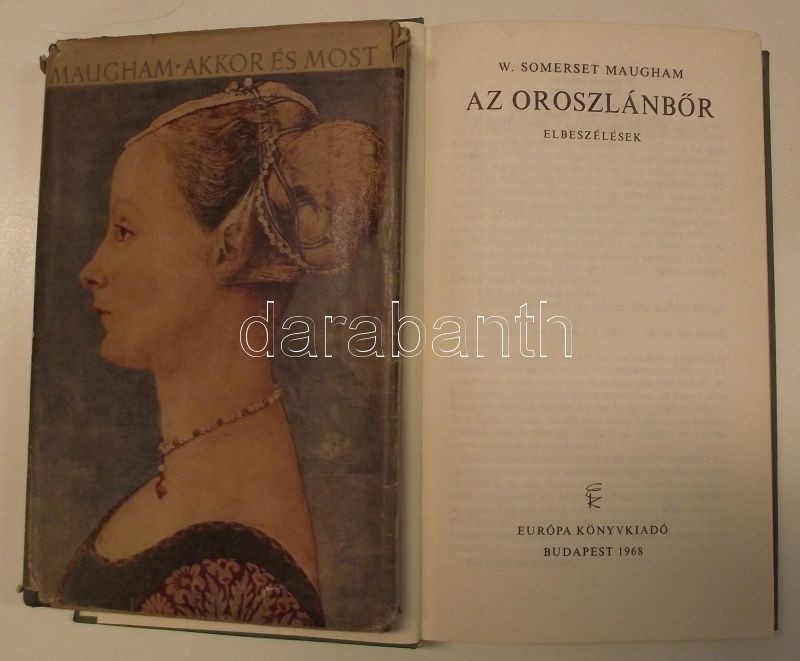 MAUGHAM · AKKOR ÉS MOST
W. SOMERSET MAUGHAM
AZ OROSZLÁNBŐR
ELBESZÉLÉSEK
EURÓPA KÖNYVKIADÓ
BUDAPEST 1968
darabanth